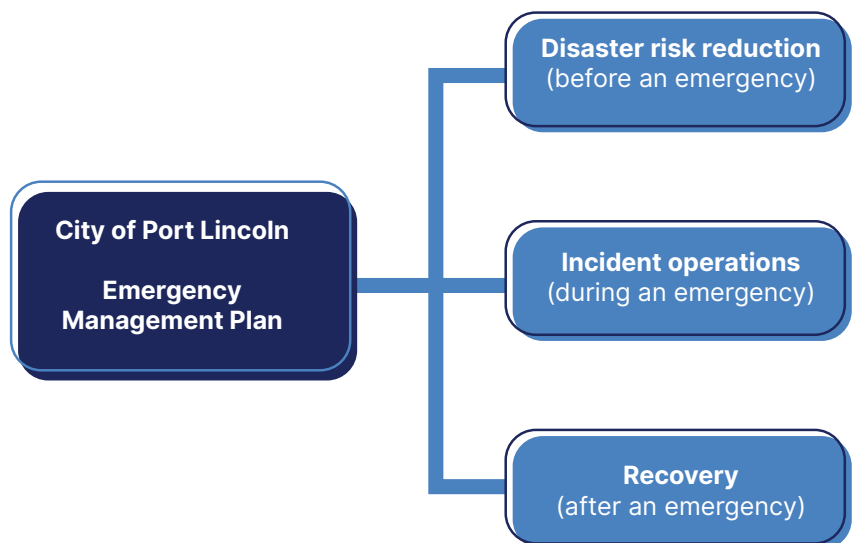 City of Port Lincoln
Emergency
Management Plan
Disaster risk reduction
(before an emergency)
Incident operations
(during an emergency)
Recovery
(after an emergency)